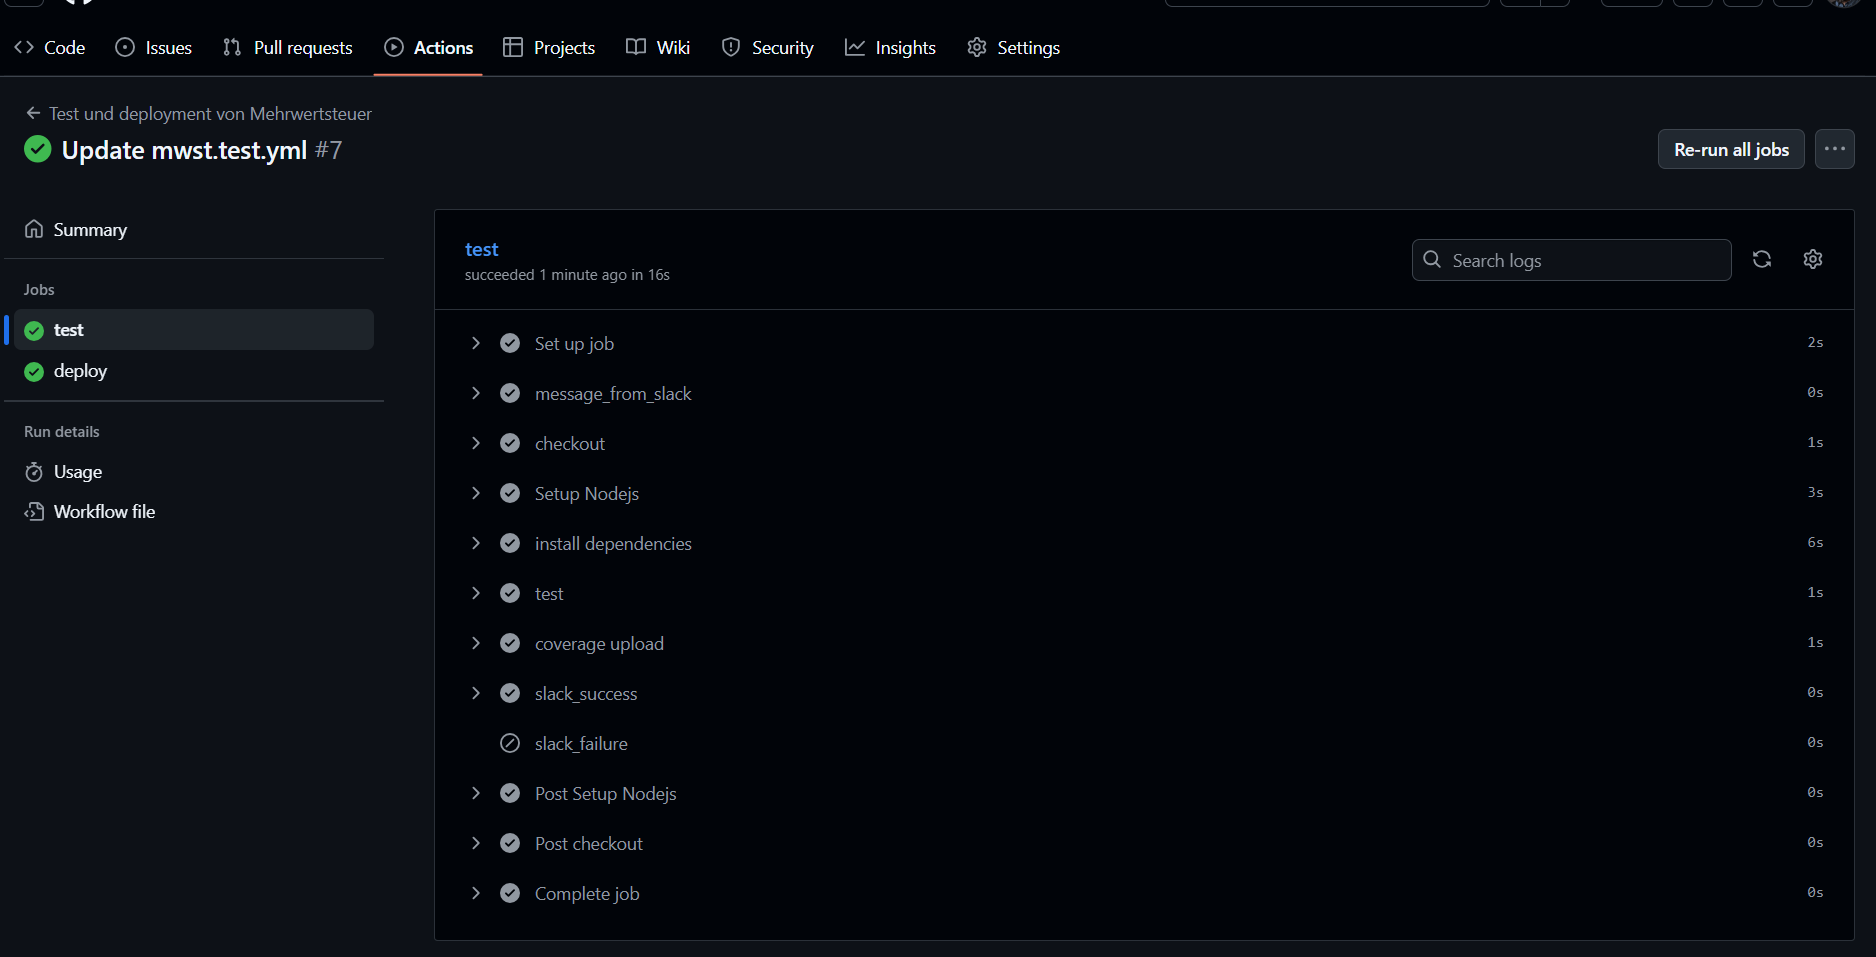 Code Issues Pull requests Actions Projects Wiki Security Insights Settings
Test und deployment von Mehrwertsteuer
Update mwst.test.yml #7
Re-run all jobs
Summary
Jobs
test
deploy
Run details
Usage
Workflow file
test
succeeded 1 minute ago in 16s
Search logs
Set up job 2s
message_from_slack 0s
checkout 1s
Setup Nodejs 3s
install dependencies 6s
test 1s
coverage upload 1s
slack_success 0s
slack_failure 0s
Post Setup Nodejs 0s
Post checkout 0s
Complete job 0s